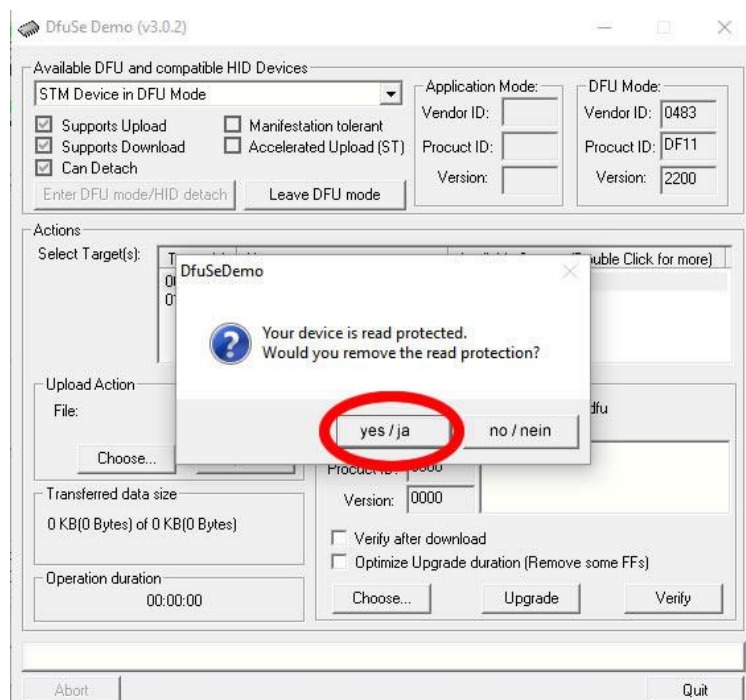 DfuSe Demo (v3.0.2)
Available DFU and compatible HID Devices
STM Device in DFU Mode
Supports Upload
Manifestation tolerant
Supports Download
Accelerated Upload (ST)
Can Detach
Enter DFU mode/HID detach
Leave DFU mode
Application Mode:
Vendor ID:
Procuct ID:
Version:
DFU Mode:
Vendor ID: 0483
Procuct ID: DF11
Version: 2200
Actions
Select Target(s):
Click for more)
DfuSeDemo
Your device is read protected.
Would you remove the read protection?
yes / ja
no / nein
Upload Action
File:
Choose...
Transferred data size
0 KB(0 Bytes) of 0 KB(0 Bytes)
Operation duration
00:00:00
dfu
Version: 0000
Verify after download
Optimize Upgrade duration (Remove some FFs)
Choose...
Upgrade
Verify
Abort
Quit